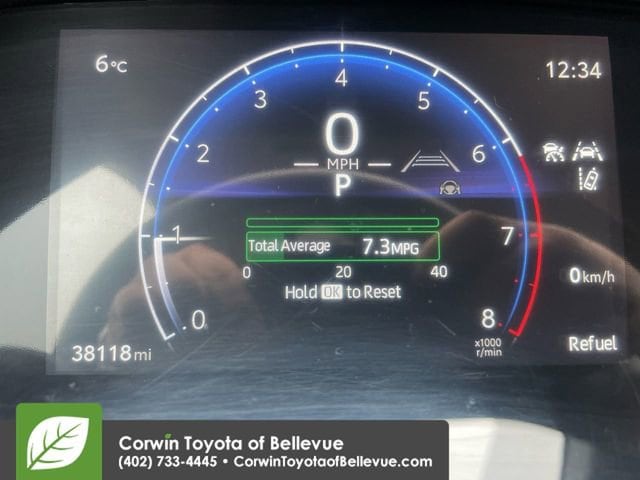 6°C
12:34
4
3
5
0
2
6
MPH
P
1
7
Total Average 7.3MPG
0 20 40
0km/h
Hold OK to Reset
0
8
x1000
r/min
38118mi
Refuel
Corwin Toyota of Bellevue
(402) 733-4445 • CorwinToyotaofBellevue.com